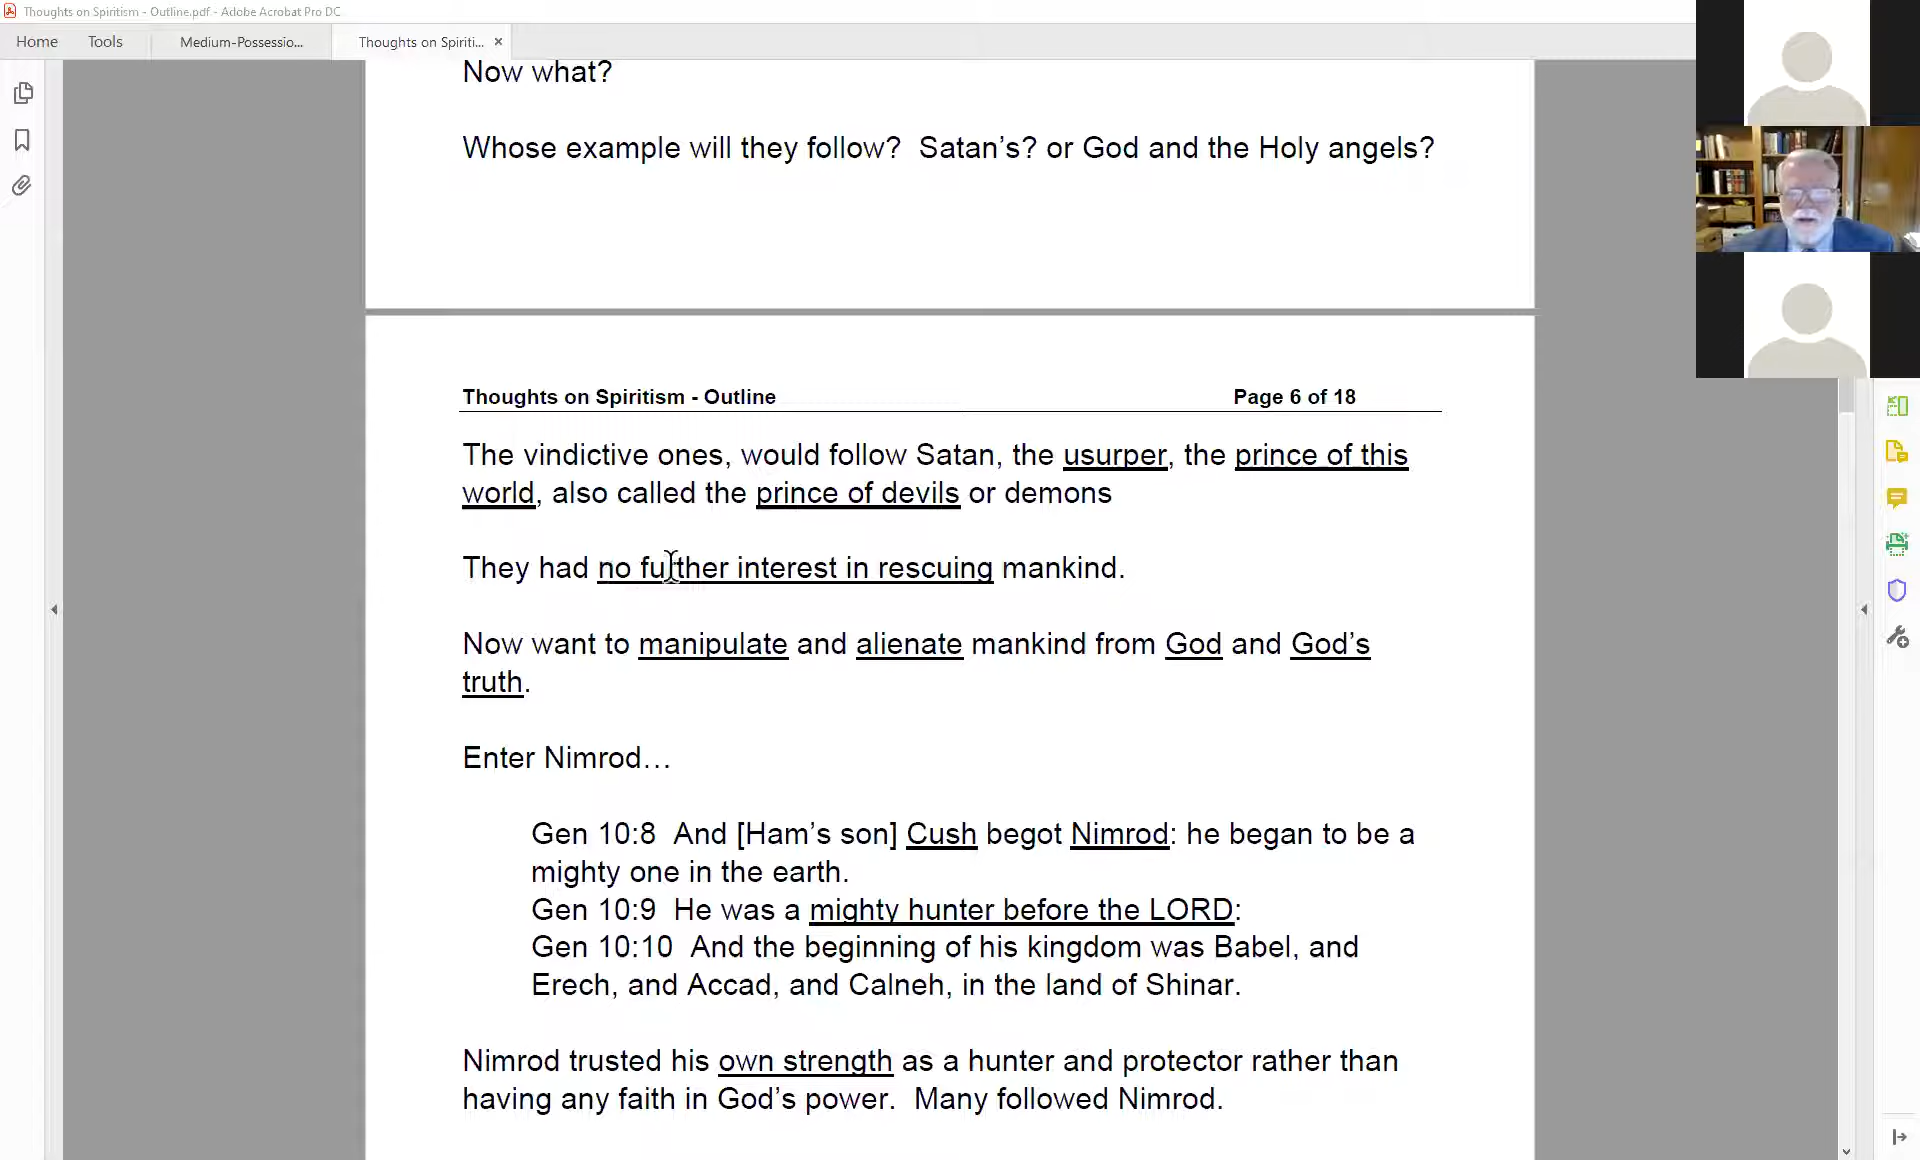 Thoughts on Spiritism - Outline.pdf - Adobe Acrobat Pro DC
Home Tools Medium-Possessio... Thoughts on Spiriti... ×
Now what?
Whose example will they follow?  Satan’s? or God and the Holy angels?
Thoughts on Spiritism - Outline Page 6 of 18
The vindictive ones, would follow Satan, the usurper, the prince of this
world, also called the prince of devils or demons
They had no further interest in rescuing mankind.
Now want to manipulate and alienate mankind from God and God’s
truth.
Enter Nimrod…
Gen 10:8  And [Ham’s son] Cush begot Nimrod: he began to be a
mighty one in the earth.
Gen 10:9  He was a mighty hunter before the LORD:
Gen 10:10  And the beginning of his kingdom was Babel, and
Erech, and Accad, and Calneh, in the land of Shinar.
Nimrod trusted his own strength as a hunter and protector rather than
having any faith in God’s power.  Many followed Nimrod.